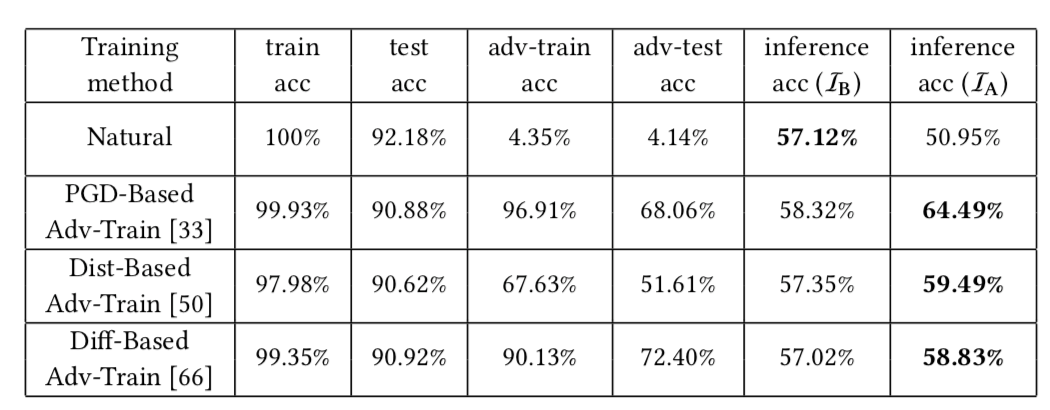 Training method | train acc | test acc | adv-train acc | adv-test acc | inference acc (𝓘_B) | inference acc (𝓘_A)
Natural | 100% | 92.18% | 4.35% | 4.14% | 57.12% | 50.95%
PGD-Based Adv-Train [33] | 99.93% | 90.88% | 96.91% | 68.06% | 58.32% | 64.49%
Dist-Based Adv-Train [50] | 97.98% | 90.62% | 67.63% | 51.61% | 57.35% | 59.49%
Diff-Based Adv-Train [66] | 99.35% | 90.92% | 90.13% | 72.40% | 57.02% | 58.83%